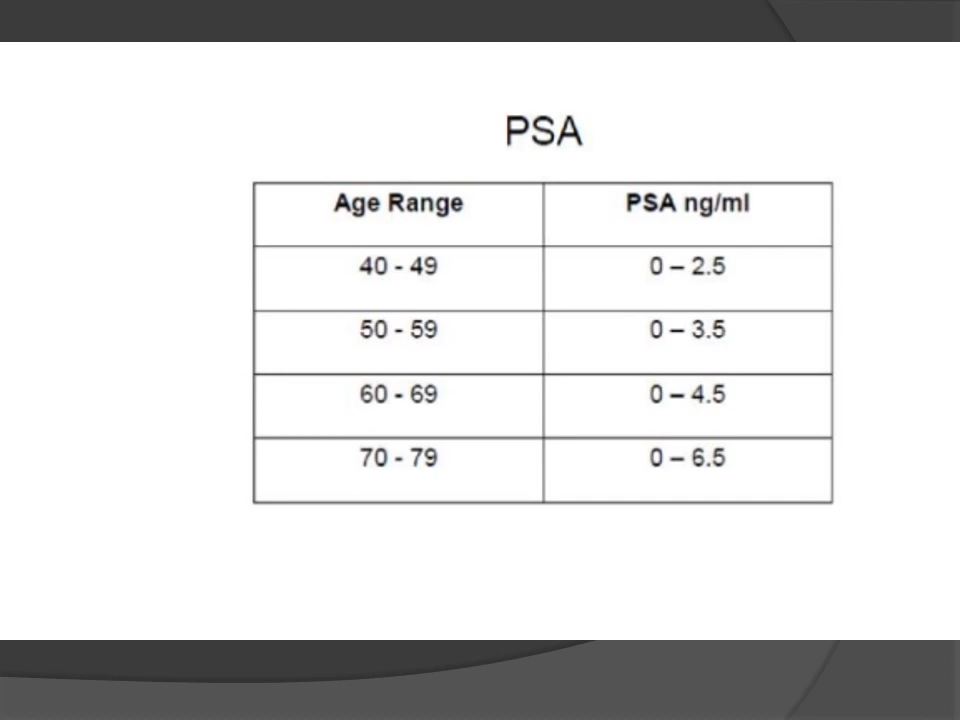 PSA
Age Range PSA ng/ml
40 - 49 0 – 2.5
50 - 59 0 – 3.5
60 - 69 0 – 4.5
70 - 79 0 – 6.5